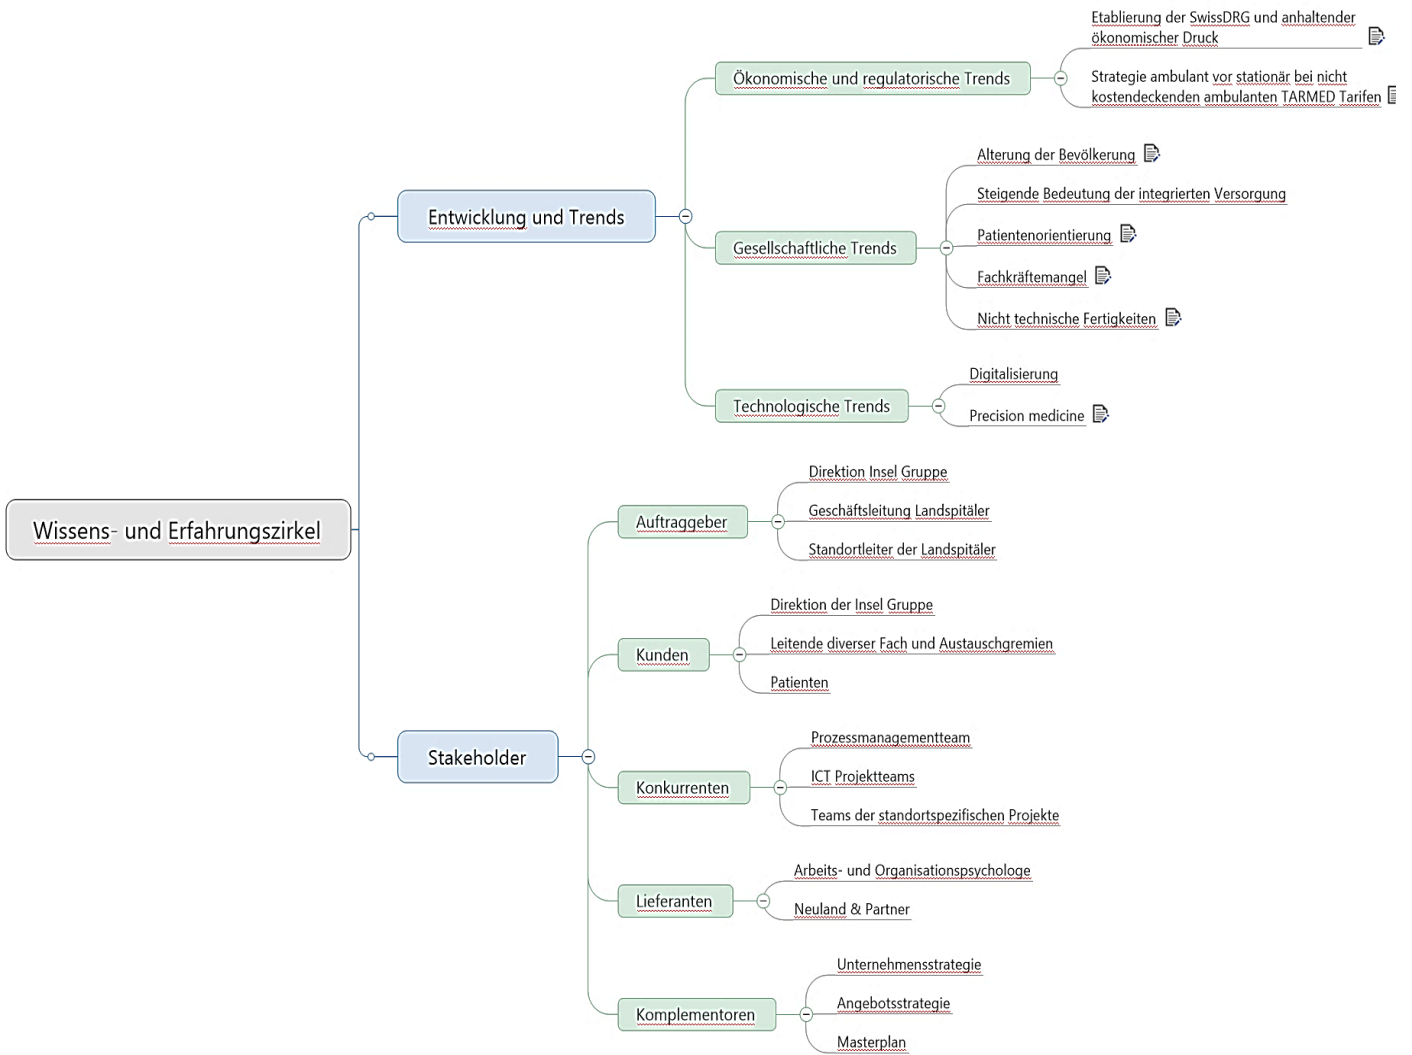 Etablierung der SwissDRG und anhaltender
ökonomischer Druck
Ökonomische und regulatorische Trends
Strategie ambulant vor stationär bei nicht
kostendeckenden ambulanten TARMED Tarifen
Alterung der Bevölkerung
Steigende Bedeutung der integrierten Versorgung
Entwicklung und Trends
Patientenorientierung
Gesellschaftliche Trends
Fachkräftemangel
Nicht technische Fertigkeiten
Digitalisierung
Technologische Trends
Precision medicine
Wissens- und Erfahrungszirkel
Direktion Insel Gruppe
Geschäftsleitung Landspitäler
Auftraggeber
Standortleiter der Landspitäler
Direktion der Insel Gruppe
Leitende diverser Fach und Austauschgremien
Kunden
Patienten
Stakeholder
Prozessmanagementteam
ICT Projektteams
Konkurrenten
Teams der standortspezifischen Projekte
Arbeits- und Organisationspsychologe
Lieferanten
Neuland & Partner
Unternehmensstrategie
Angebotsstrategie
Komplementoren
Masterplan